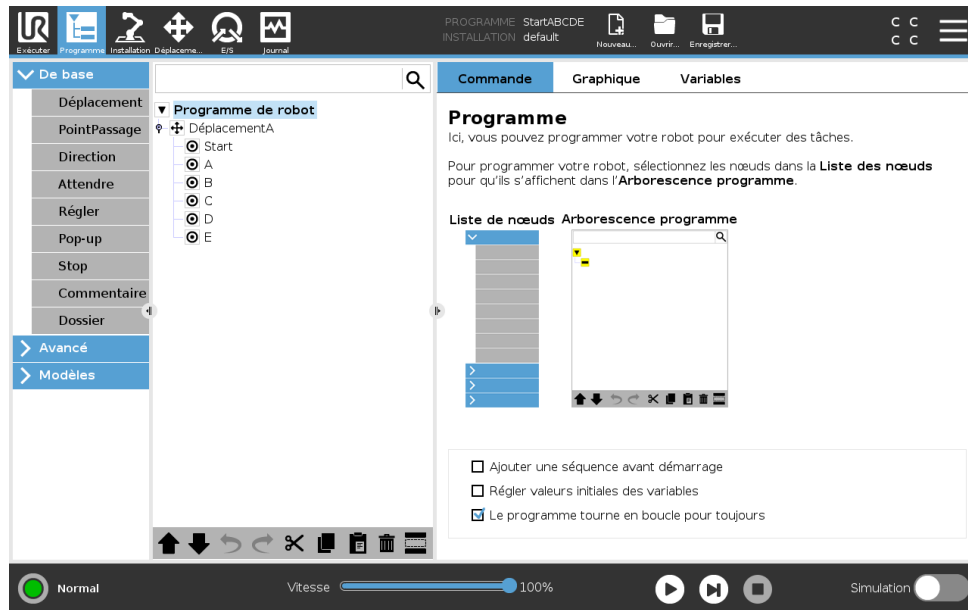 PROGRAMME StartABCDE
INSTALLATION default
Exécuter
Programme
Installation
Déplaceme...
E/S
Journal
Nouveau...
Ouvrir...
Enregistrer...
C C
C C
De base
Déplacement
PointPassage
Direction
Attendre
Régler
Pop-up
Stop
Commentaire
Dossier
Avancé
Modèles
Programme de robot
DéplacementA
Start
A
B
C
D
E
Commande
Graphique
Variables
Programme
Ici, vous pouvez programmer votre robot pour exécuter des tâches.
Pour programmer votre robot, sélectionnez les nœuds dans la Liste des nœuds
pour qu'ils s'affichent dans l'Arborescence programme.
Liste de nœuds
Arborescence programme
Ajouter une séquence avant démarrage
Régler valeurs initiales des variables
Le programme tourne en boucle pour toujours
Normal
Vitesse
100%
Simulation